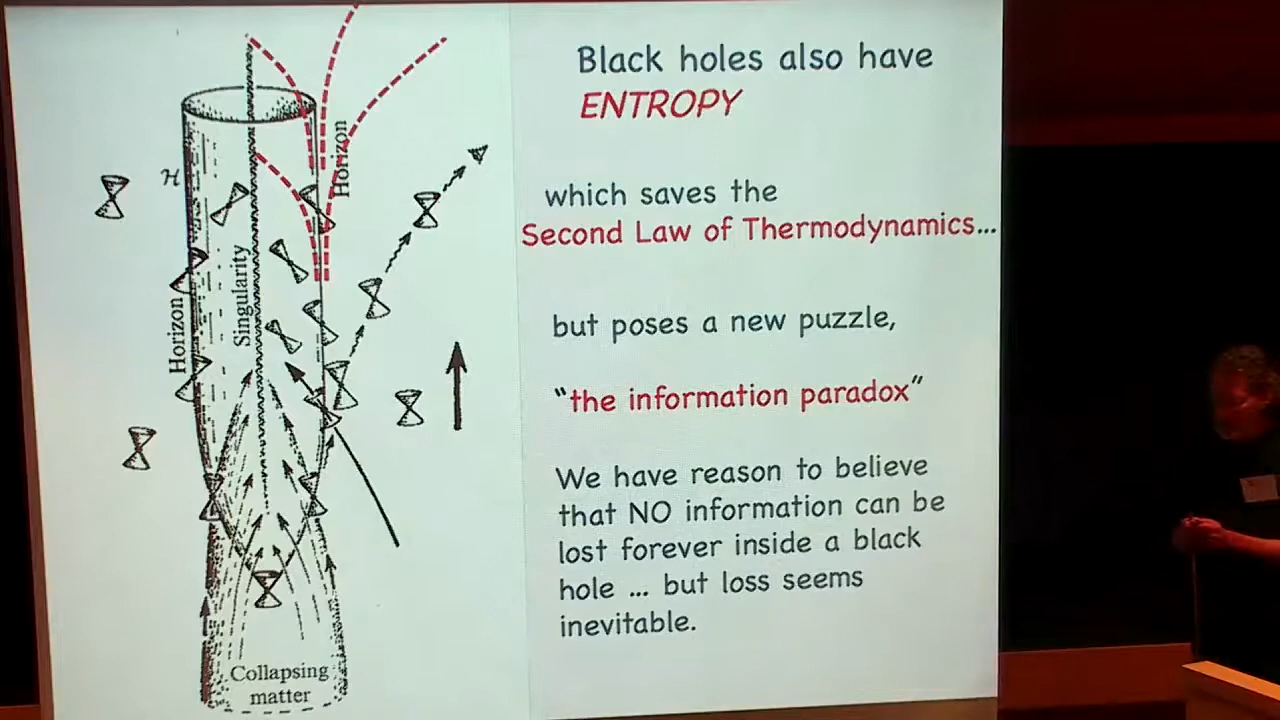 Black holes also have
ENTROPY
which saves the
Second Law of Thermodynamics...
but poses a new puzzle,
“the information paradox”
We have reason to believe
that NO information can be
lost forever inside a black
hole ... but loss seems
inevitable.
ℋ
Horizon
Singularity
Horizon
Collapsing
matter